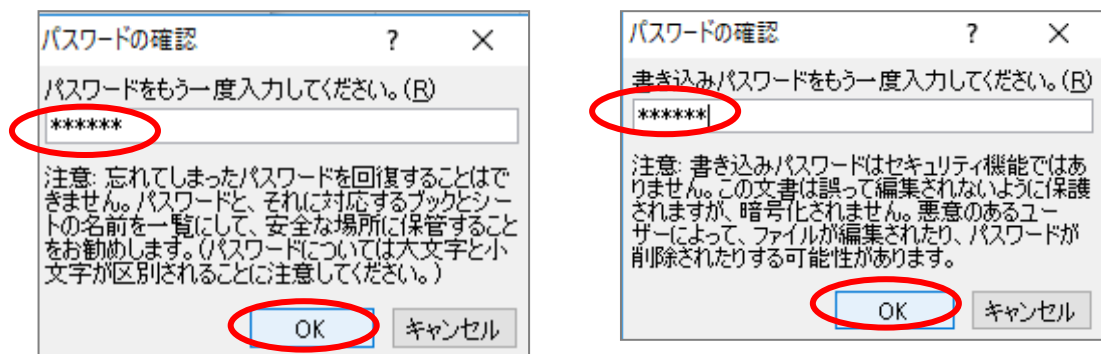 パスワードの確認 ? ×
パスワードをもう一度入力してください。(R)
******
注意: 忘れてしまったパスワードを回復することはで
きません。パスワードと、それに対応するブックとシー
トの名前を一覧にして、安全な場所に保管すること
をお勧めします。(パスワードについては大文字と小
文字が区別されることに注意してください。)
OK キャンセル
パスワードの確認 ? ×
書き込みパスワードをもう一度入力してください。(R)
******
注意: 書き込みパスワードはセキュリティ機能ではあ
りません。この文書は誤って編集されないように保護
されますが、暗号化されません。悪意のあるユー
ザーによって、ファイルが編集されたり、パスワードが
削除されたりする可能性があります。
OK キャンセル